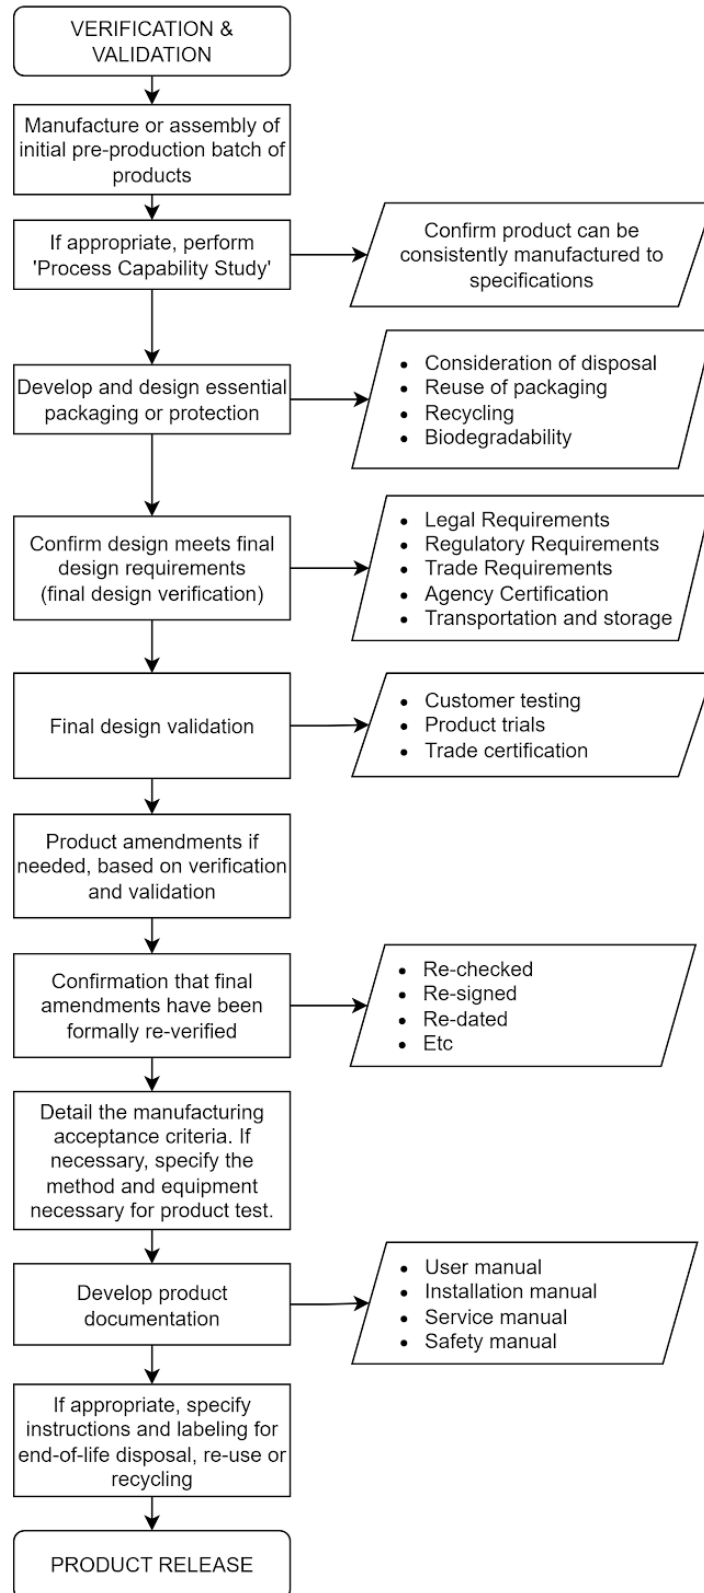 VERIFICATION &
VALIDATION
Manufacture or assembly of
initial pre-production batch of
products
If appropriate, perform
'Process Capability Study'
Confirm product can be
consistently manufactured to
specifications
Develop and design essential
packaging or protection
• Consideration of disposal
• Reuse of packaging
• Recycling
• Biodegradability
Confirm design meets final
design requirements
(final design verification)
• Legal Requirements
• Regulatory Requirements
• Trade Requirements
• Agency Certification
• Transportation and storage
Final design validation
• Customer testing
• Product trials
• Trade certification
Product amendments if
needed, based on verification
and validation
Confirmation that final
amendments have been
formally re-verified
• Re-checked
• Re-signed
• Re-dated
• Etc
Detail the manufacturing
acceptance criteria. If
necessary, specify the
method and equipment
necessary for product test.
Develop product
documentation
• User manual
• Installation manual
• Service manual
• Safety manual
If appropriate, specify
instructions and labeling for
end-of-life disposal, re-use or
recycling
PRODUCT RELEASE